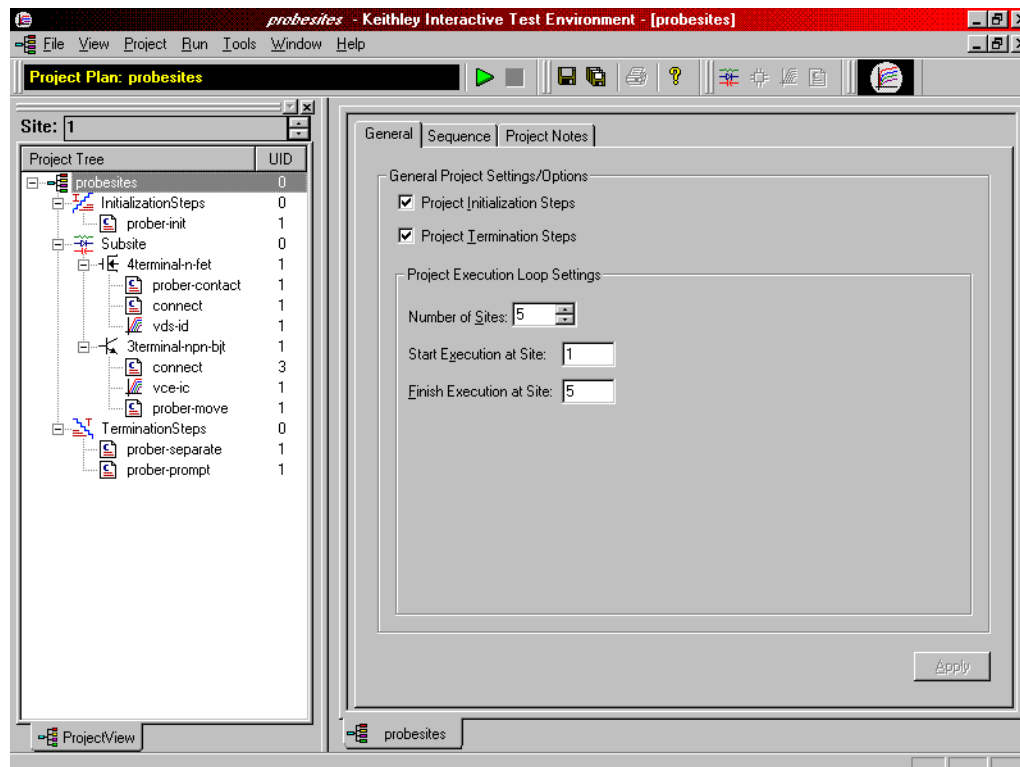 probesites - Keithley Interactive Test Environment - [probesites]
File View Project Run Tools Window Help
Project Plan: probesites
Site: 1
Project Tree UID
probesites 0
InitializationSteps 0
prober-init 1
Subsite 0
4terminal-n-fet 1
prober-contact 1
connect 1
vds-id 1
3terminal-npn-bjt 1
connect 3
vce-ic 1
prober-move 1
TerminationSteps 0
prober-separate 1
prober-prompt 1
ProjectView
General Sequence Project Notes
General Project Settings/Options
Project Initialization Steps
Project Termination Steps
Project Execution Loop Settings
Number of Sites: 5
Start Execution at Site: 1
Finish Execution at Site: 5
Apply
probesites